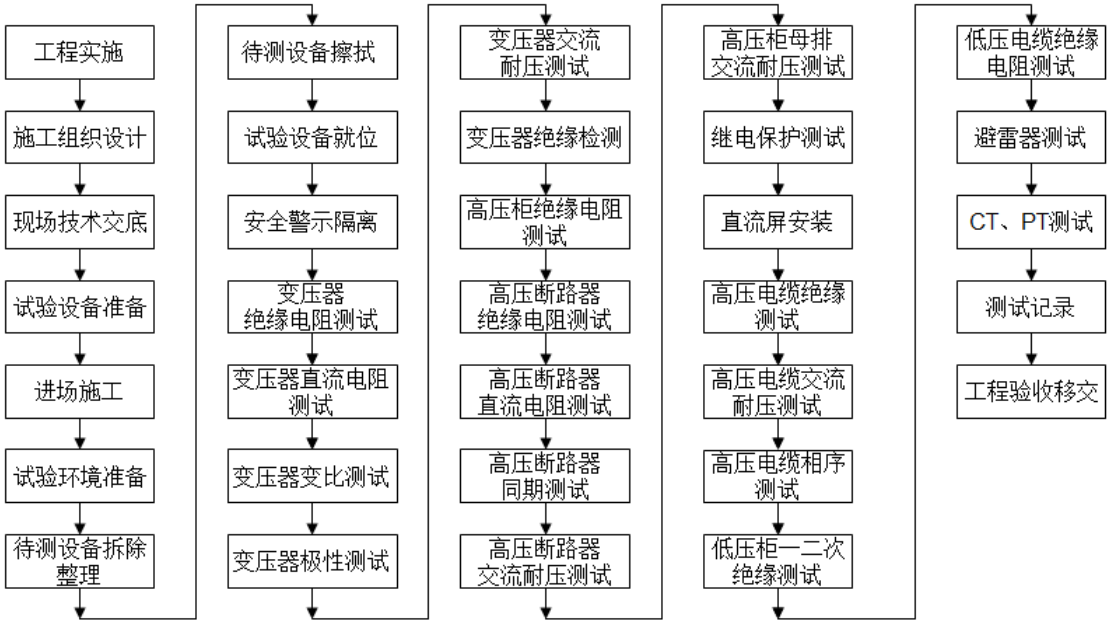 工程实施
施工组织设计
现场技术交底
试验设备准备
进场施工
试验环境准备
待测设备拆除
整理
待测设备擦拭
试验设备就位
安全警示隔离
变压器
绝缘电阻测试
变压器直流电阻
测试
变压器变比测试
变压器极性测试
变压器交流
耐压测试
变压器绝缘检测
高压柜绝缘电阻
测试
高压断路器
绝缘电阻测试
高压断路器
直流电阻测试
高压断路器
同期测试
高压断路器
交流耐压测试
高压柜母排
交流耐压测试
继电保护测试
直流屏安装
高压电缆绝缘
测试
高压电缆交流
耐压测试
高压电缆相序
测试
低压柜一二次
绝缘测试
低压电缆绝缘
电阻测试
避雷器测试
CT、PT测试
测试记录
工程验收移交